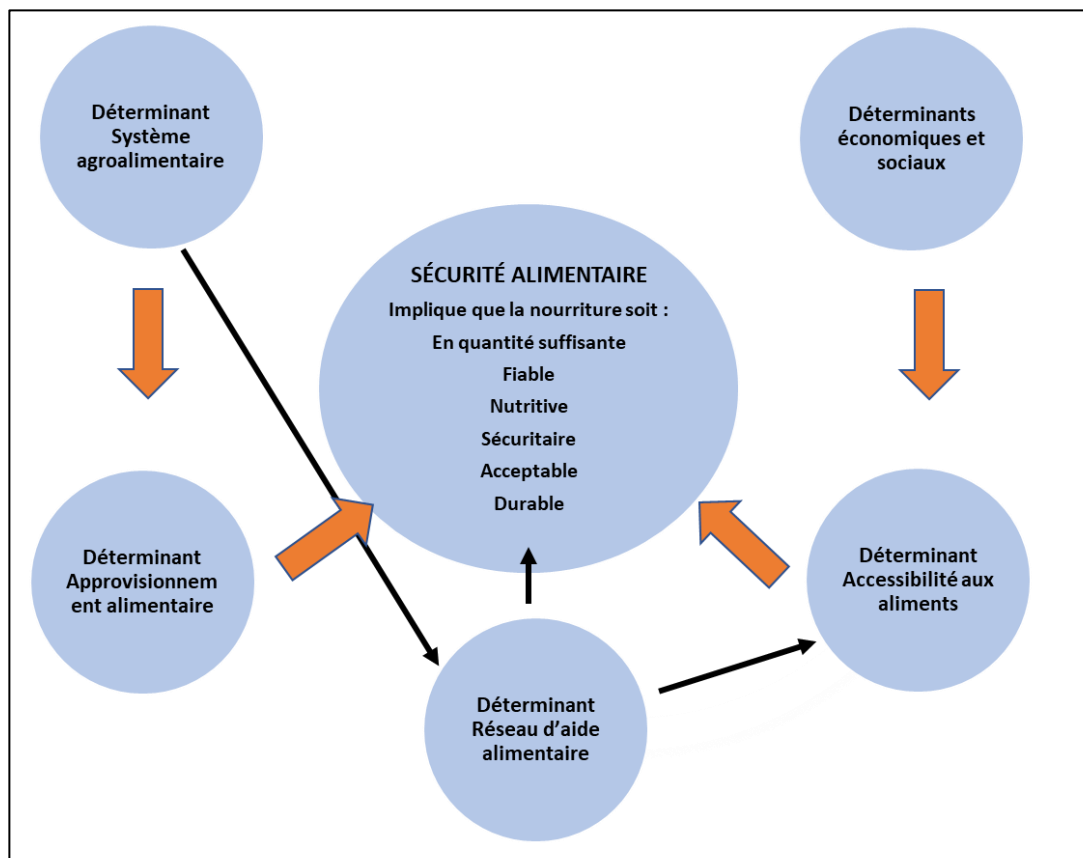 Déterminant
Système
agroalimentaire
Déterminants
économiques et
sociaux
SÉCURITÉ ALIMENTAIRE
Implique que la nourriture soit :
En quantité suffisante
Fiable
Nutritive
Sécuritaire
Acceptable
Durable
Déterminant
Approvisionnem
ent alimentaire
Déterminant
Accessibilité aux
aliments
Déterminant
Réseau d'aide
alimentaire